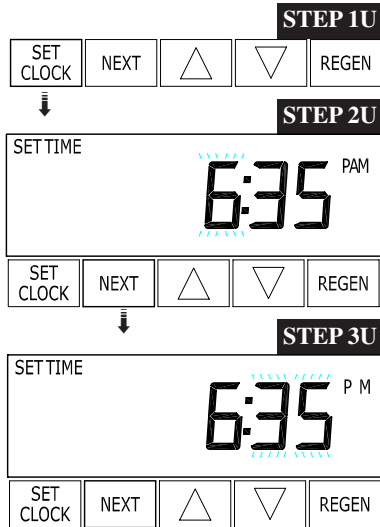 STEP 1U
SET CLOCK NEXT REGEN
STEP 2U
SET TIME
6:35 PAM
SET CLOCK NEXT REGEN
STEP 3U
SET TIME
6:35 P M
SET CLOCK NEXT REGEN